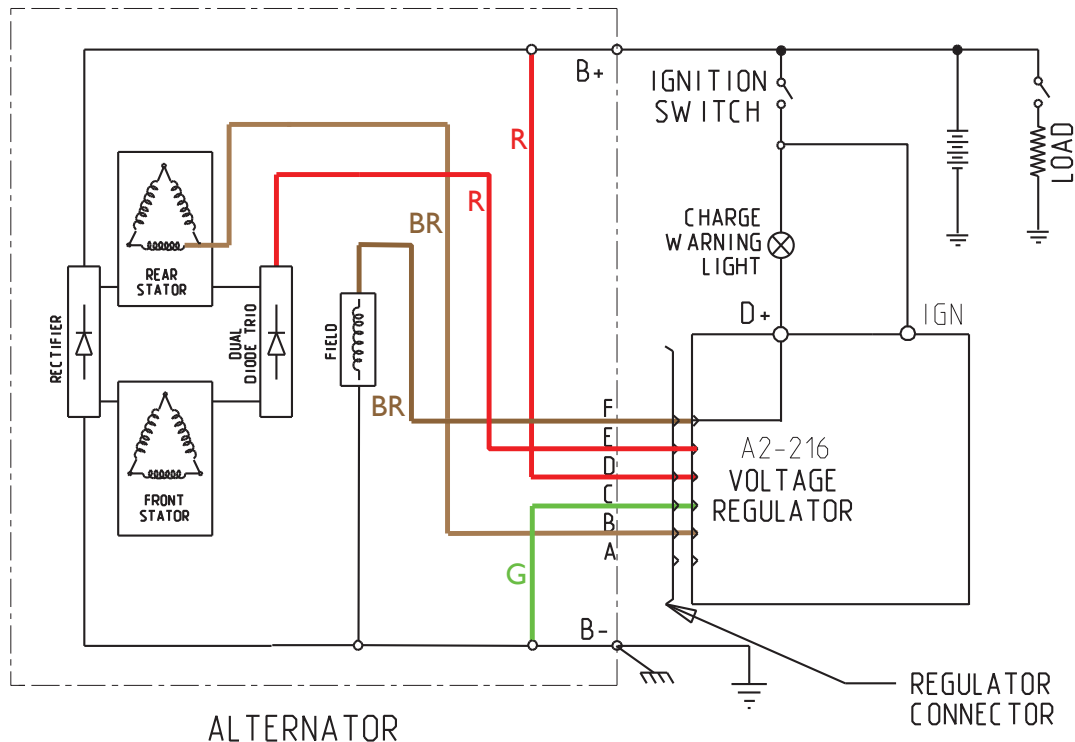 B+
IGNITION
SWITCH
LOAD
R
R
BR
CHARGE
WARNING
LIGHT
REAR
STATOR
D+
IGN
RECTIFIER
DUAL
DIODE TRIO
FIELD
BR
F
E
D
C
B
A
A2-216
VOLTAGE
REGULATOR
FRONT
STATOR
G
B-
REGULATOR
CONNECTOR
ALTERNATOR